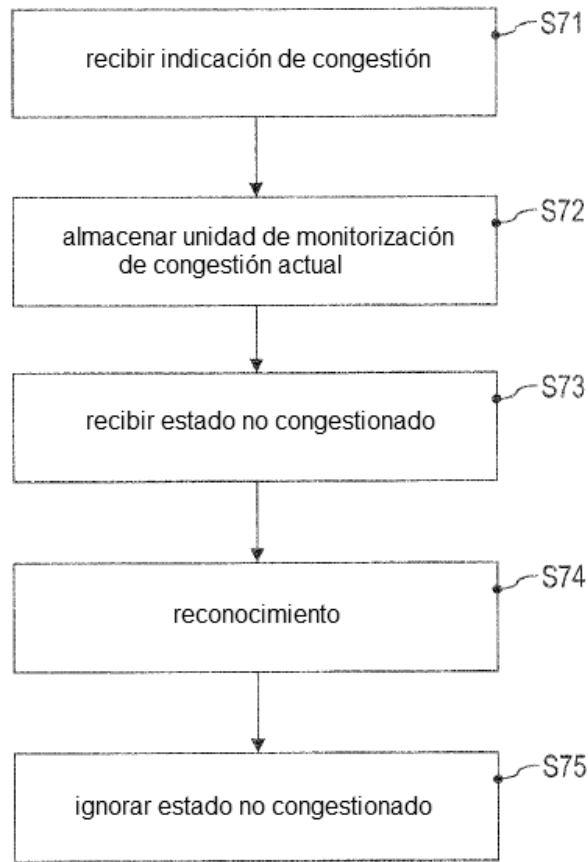 S71
recibir indicación de congestión
S72
almacenar unidad de monitorización
de congestión actual
S73
recibir estado no congestionado
S74
reconocimiento
S75
ignorar estado no congestionado